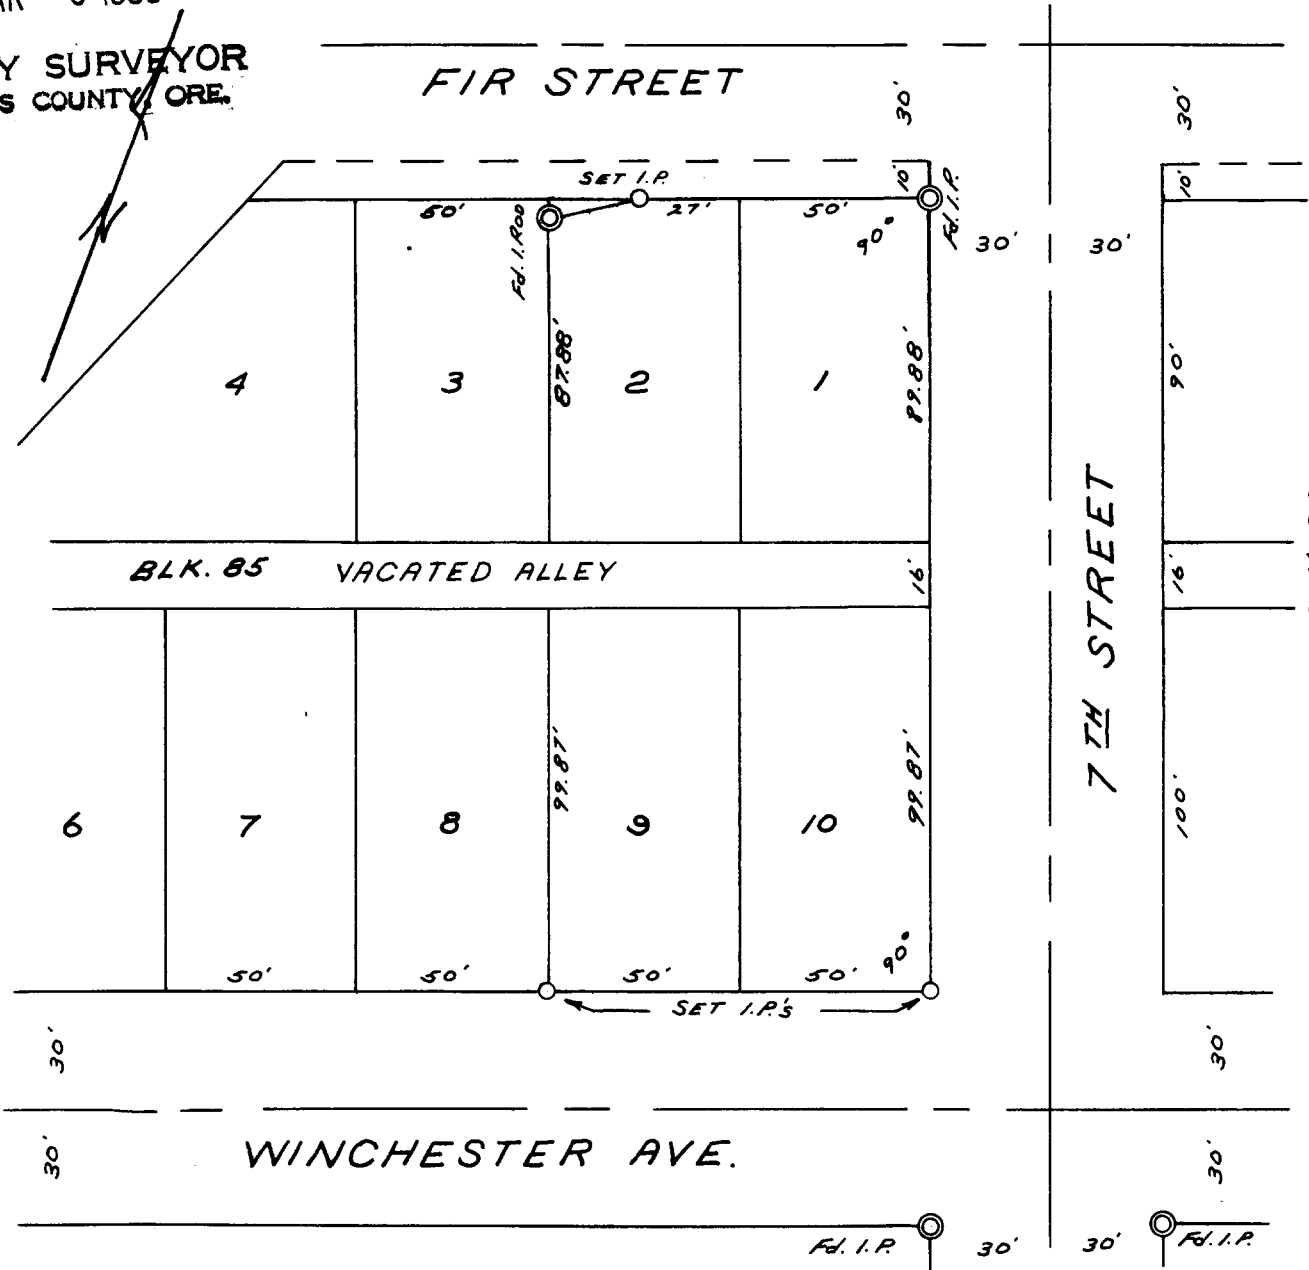 Y SURVEYOR
S COUNTY, ORE.
N
FIR STREET
30'
30'
SET I.P.
10'
10'
50'
27'
50'
90°
Fd. I.P.
Fd. I. ROD
30'
30'
4
3
87.88'
2
1
89.88'
90'
BLK. 85 VACATED ALLEY
16'
16'
7TH STREET
6
7
8
99.87'
9
10
99.87'
100'
50'
50'
50'
50'
90°
SET I.P.'s
30'
30'
WINCHESTER AVE.
30'
30'
Fd. I.P.
30'
30'
Fd. I.P.